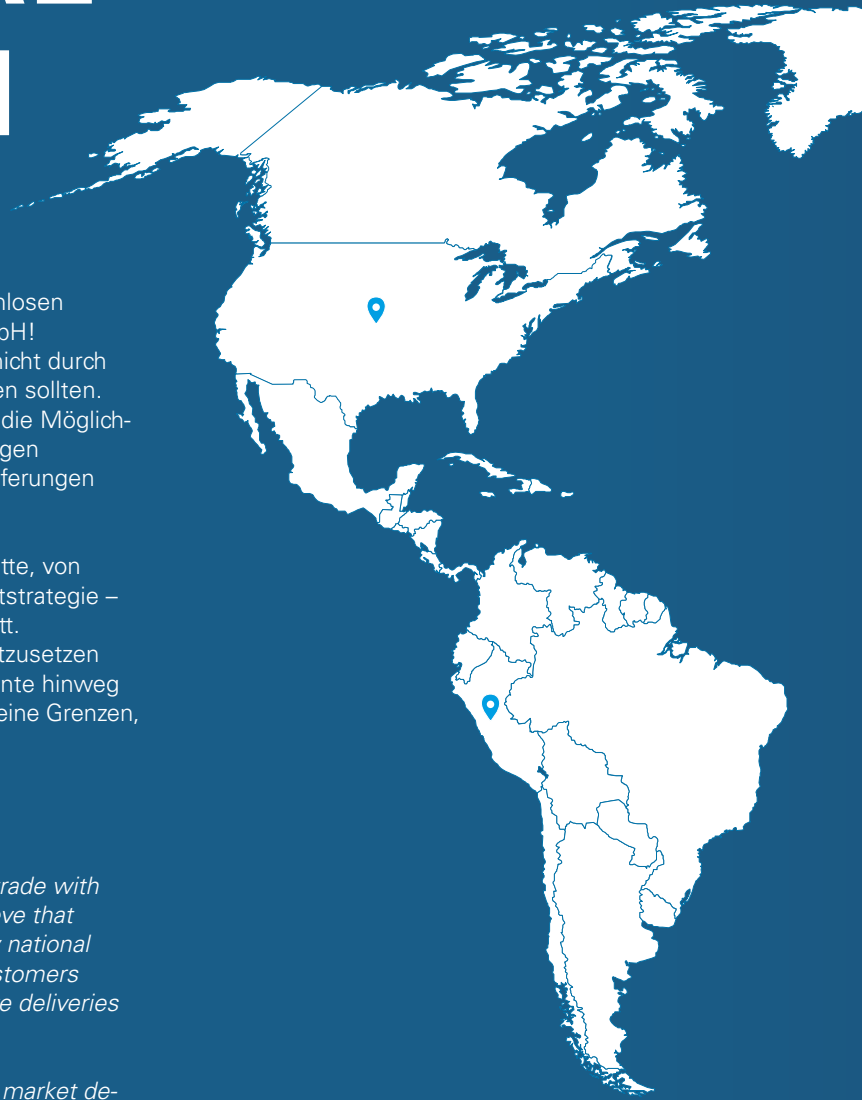 nlosen
bH!
nicht durch
en sollten.
die Möglich-
gen
ferungen
tte, von
tstrategie –
tt.
tzusetzen
nte hinweg
eine Grenzen,
rade with
ve that
national
stomers
e deliveries
market de-